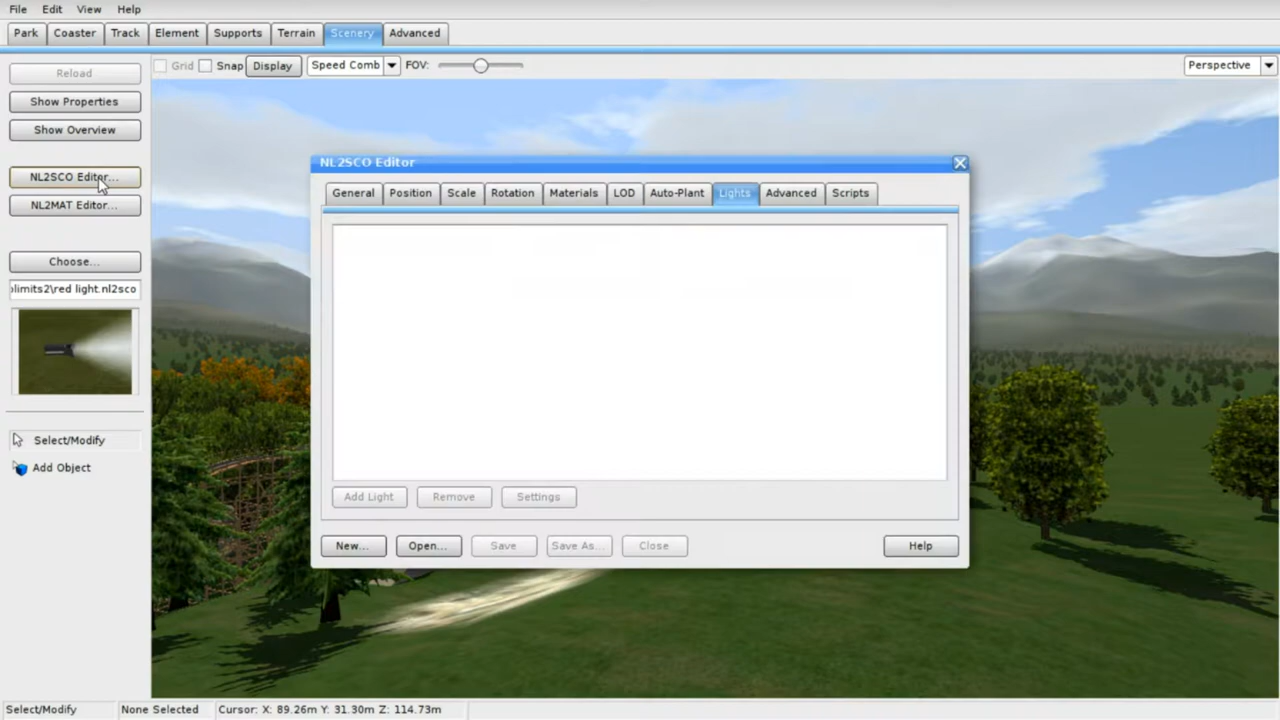 File Edit View Help
Park Coaster Track Element Supports Terrain Scenery Advanced
Reload
Grid Snap Display Speed Comb FOV: Perspective
Show Properties
Show Overview
NL2SCO Editor...
NL2MAT Editor...
Choose...
olimits2\red light.nl2sco
Select/Modify
Add Object
NL2SCO Editor
General Position Scale Rotation Materials LOD Auto-Plant Lights Advanced Scripts
Add Light Remove Settings
New... Open... Save Save As... Close Help
Select/Modify None Selected Cursor: X: 89.26m Y: 31.30m Z: 114.73m